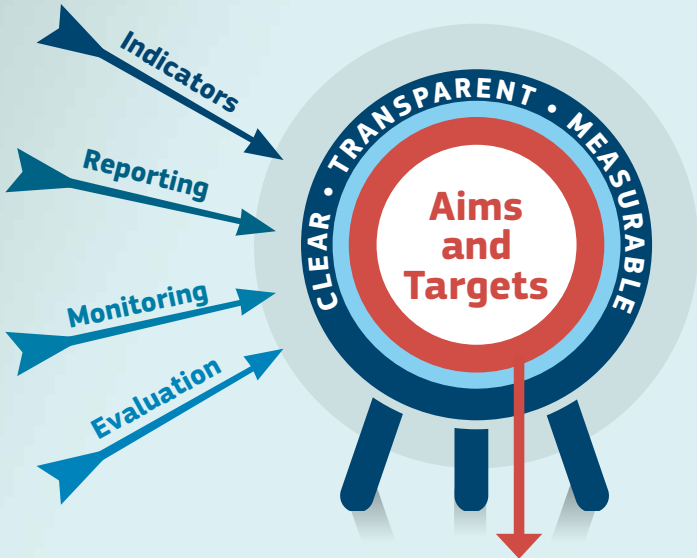 Indicators
Reporting
Monitoring
Evaluation
CLEAR • TRANSPARENT • MEASURABLE
Aims
and
Targets